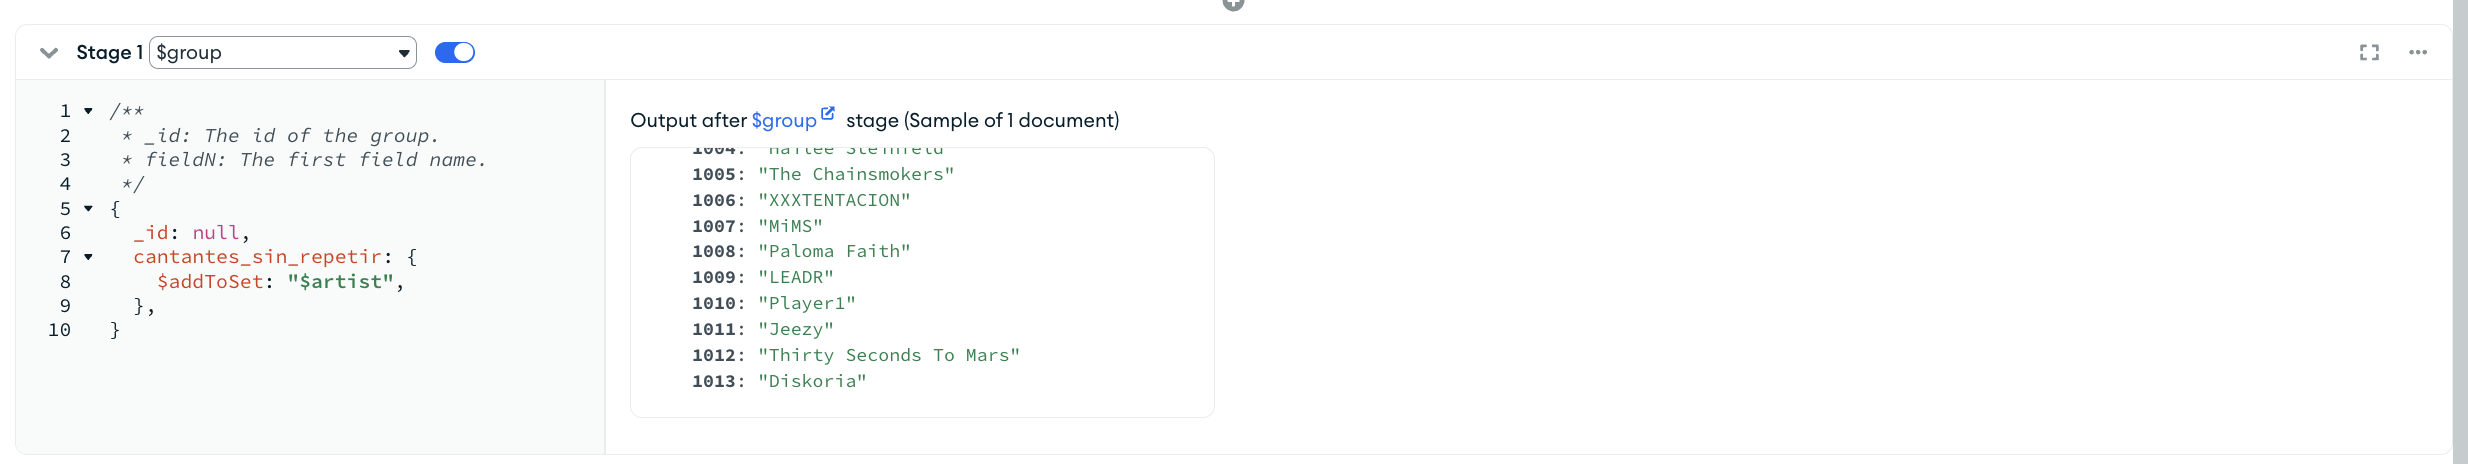 Stage 1 $group
1 /**
2 * _id: The id of the group.
3 * fieldN: The first field name.
4 */
5 {
6 _id: null,
7 cantantes_sin_repetir: {
8 $addToSet: "$artist",
9 },
10 }
Output after $group stage (Sample of 1 document)
1004: "Hailee Steinfeld"
1005: "The Chainsmokers"
1006: "XXXTENTACION"
1007: "MiMS"
1008: "Paloma Faith"
1009: "LEADR"
1010: "Player1"
1011: "Jeezy"
1012: "Thirty Seconds To Mars"
1013: "Diskoria"